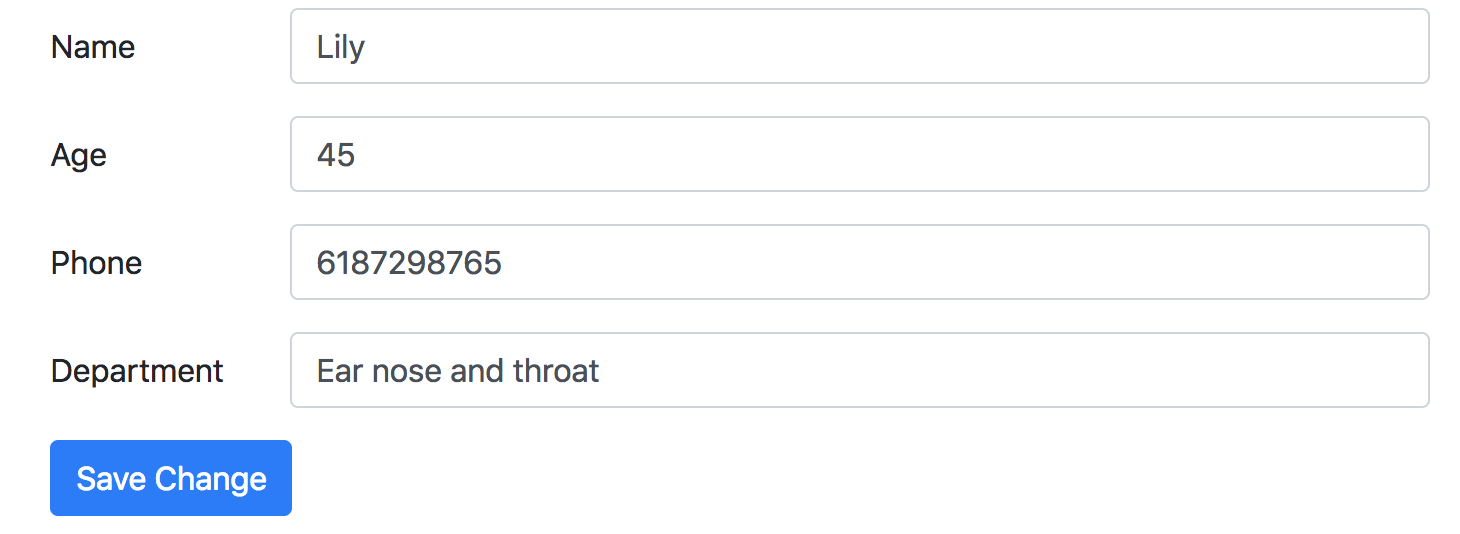 Name Lily
Age 45
Phone 6187298765
Department Ear nose and throat
Save Change